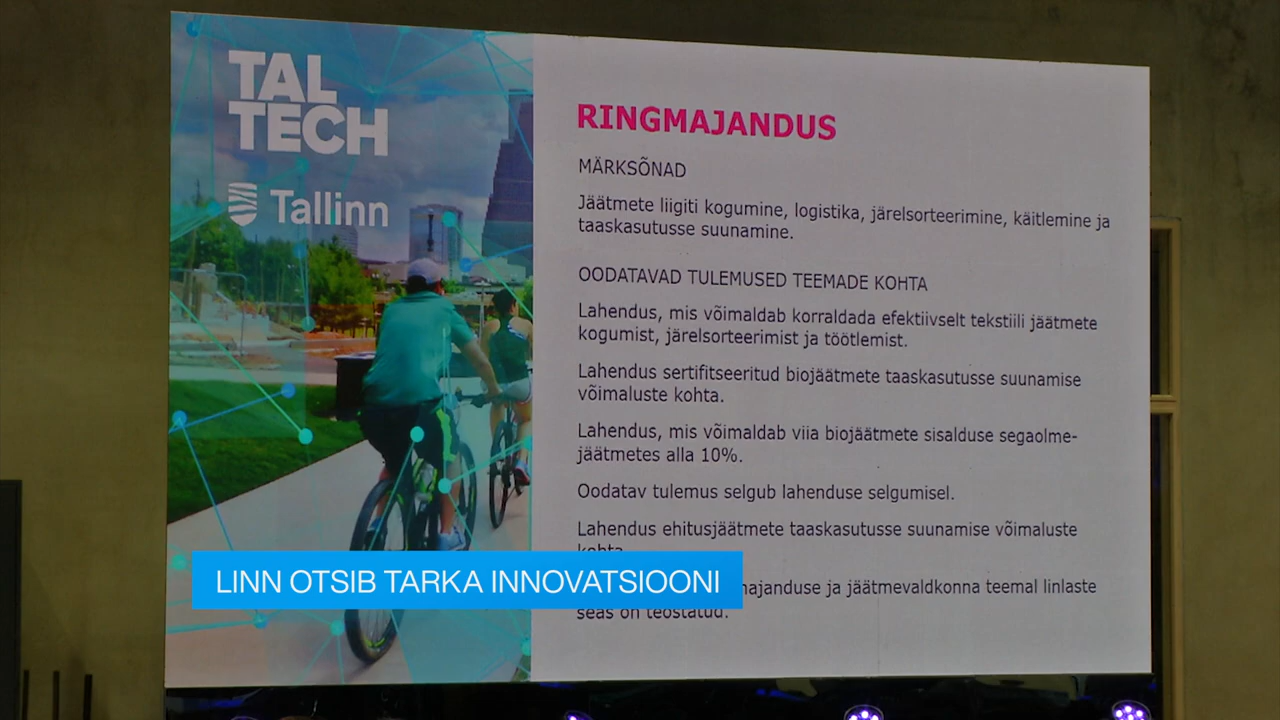 TAL
TECH
Tallinn
RINGMAJANDUS
MÄRKSÕNAD
Jäätmete liigiti kogumine, logistika, järelsorteerimine, käitlemine ja
taaskasutusse suunamine.
OODATAVAD TULEMUSED TEEMADE KOHTA
Lahendus, mis võimaldab korraldada efektiivselt tekstiili jäätmete
kogumist, järelsorteerimist ja töötlemist.
Lahendus sertifitseeritud biojäätmete taaskasutusse suunamise
võimaluste kohta.
Lahendus, mis võimaldab viia biojäätmete sisalduse segaolme-
jäätmetes alla 10%.
Oodatav tulemus selgub lahenduse selgumisel.
Lahendus ehitusjäätmete taaskasutusse suunamise võimaluste
kohta.
ja jäätmevaldkonna teemal linlaste
seas on teostatud.
LINN OTSIB TARKA INNOVATSIOONI